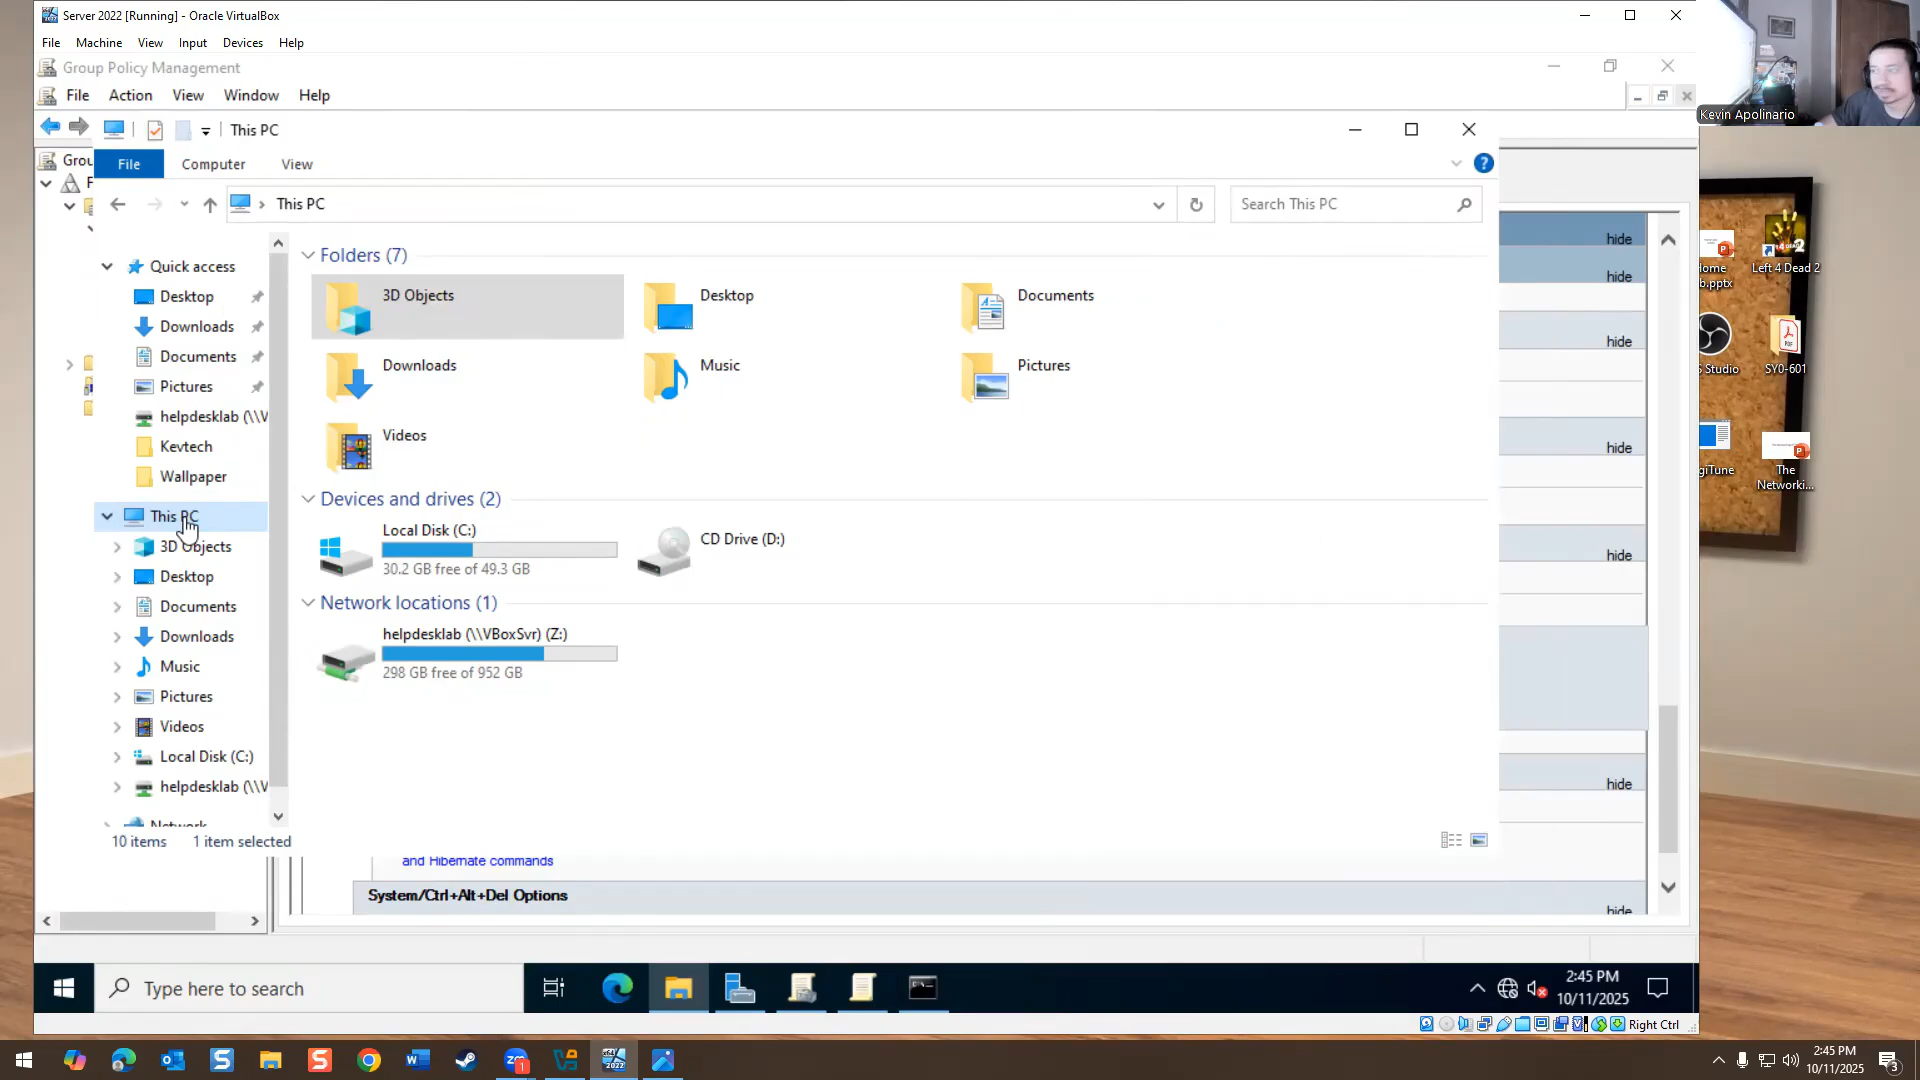 Server 2022 [Running] - Oracle VirtualBox
File Machine View Input Devices Help
Group Policy Management
File Action View Window Help
This PC
File Computer View
This PC
Search This PC
Quick access
Desktop
Downloads
Documents
Pictures
helpdesklab (\\V
Kevtech
Wallpaper
This PC
3D Objects
Desktop
Documents
Downloads
Music
Pictures
Videos
Local Disk (C:)
helpdesklab (\\V
Network
10 items 1 item selected
Folders (7)
3D Objects
Desktop
Documents
Downloads
Music
Pictures
Videos
Devices and drives (2)
Local Disk (C:)
30.2 GB free of 49.3 GB
CD Drive (D:)
Network locations (1)
helpdesklab (\\VBoxSvr) (Z:)
298 GB free of 952 GB
hide
hide
hide
hide
hide
hide
and Hibernate commands
System/Ctrl+Alt+Del Options
hide
Type here to search
2:45 PM
10/11/2025
Right Ctrl
Kevin Apolinario
Left 4 Dead 2
SY0-601
Studio
The
Networki...
2:45 PM
10/11/2025